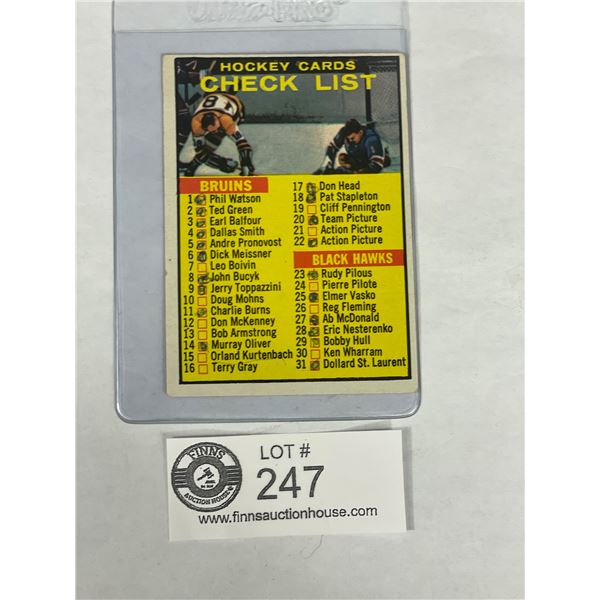 HOCKEY CARDS
CHECK LIST
BRUINS
1 Phil Watson
2 Ted Green
3 Earl Balfour
4 Dallas Smith
5 Andre Pronovost
6 Dick Meissner
7 Leo Boivin
8 John Bucyk
9 Jerry Toppazzini
10 Doug Mohns
11 Charlie Burns
12 Don McKenney
13 Bob Armstrong
14 Murray Oliver
15 Orland Kurtenbach
16 Terry Gray
17 Don Head
18 Pat Stapleton
19 Cliff Pennington
20 Team Picture
21 Action Picture
22 Action Picture
BLACK HAWKS
23 Rudy Pilous
24 Pierre Pilote
25 Elmer Vasko
26 Reg Fleming
27 Ab McDonald
28 Eric Nesterenko
29 Bobby Hull
30 Ken Wharram
31 Dollard St. Laurent
FINNS
AUCTION HOUSE
LOT #
247
www.finnsauctionhouse.com